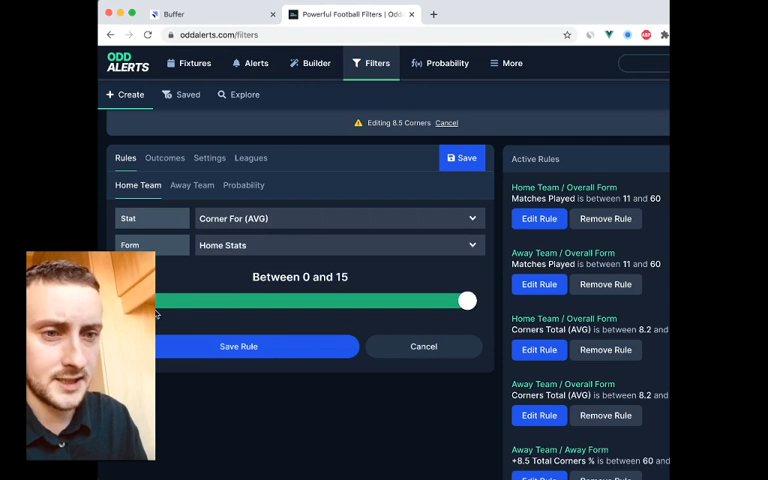 Buffer
Powerful Football Filters | Odd
oddalerts.com/filters
ODD ALERTS
Fixtures
Alerts
Builder
Filters
Probability
More
Create
Saved
Explore
Editing 8.5 Corners Cancel
Rules
Outcomes
Settings
Leagues
Save
Home Team
Away Team
Probability
Stat
Corner For (AVG)
Form
Home Stats
Between 0 and 15
Save Rule
Cancel
Active Rules
Home Team / Overall Form
Matches Played is between 11 and 60
Edit Rule
Remove Rule
Away Team / Overall Form
Matches Played is between 11 and 60
Edit Rule
Remove Rule
Home Team / Overall Form
Corners Total (AVG) is between 8.2
Edit Rule
Remove Rule
Away Team / Overall Form
Corners Total (AVG) is between 8.2
Edit Rule
Remove Rule
Away Team / Away Form
+8.5 Total Corners % is between 60 and